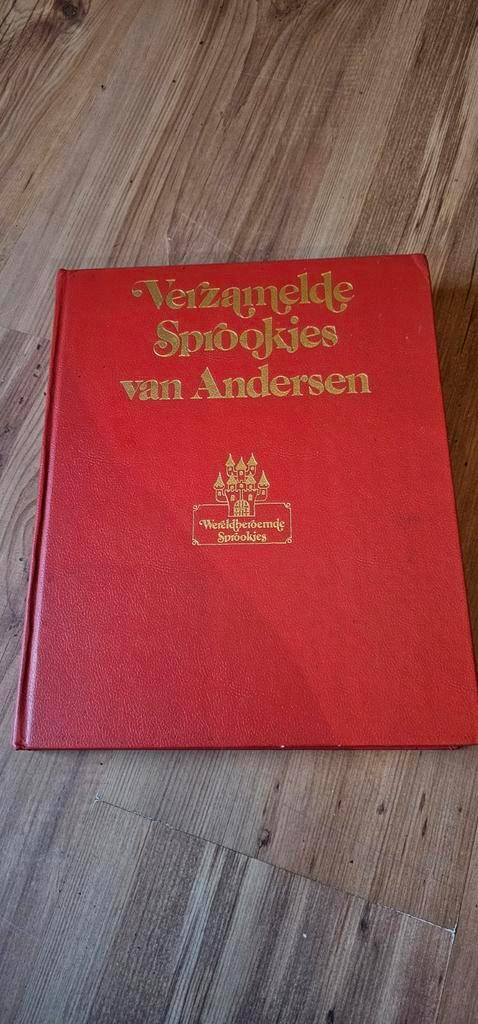 Verzamelde
Sprookjes
van Andersen
Wereldberoemde
Sprookjes